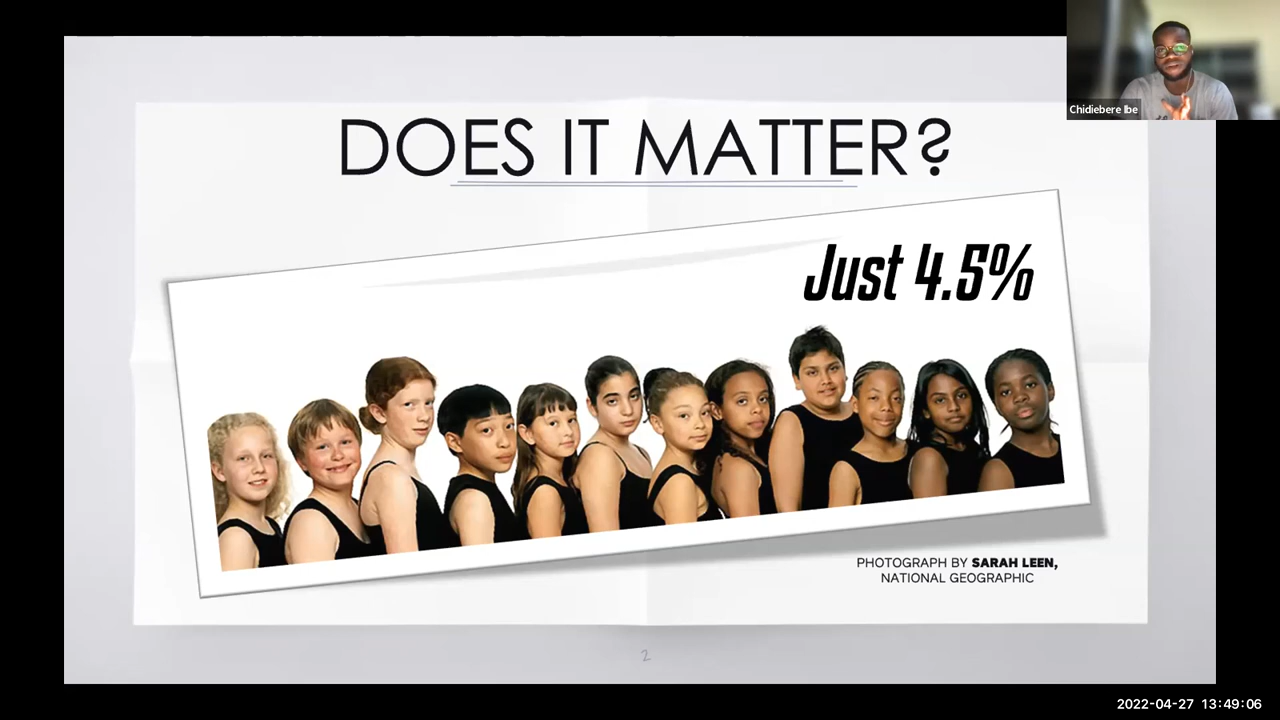 Chidiebere Ibe
DOES IT MATTER?
Just 4.5%
PHOTOGRAPH BY SARAH LEEN,
NATIONAL GEOGRAPHIC
2
2022-04-27 13:49:06